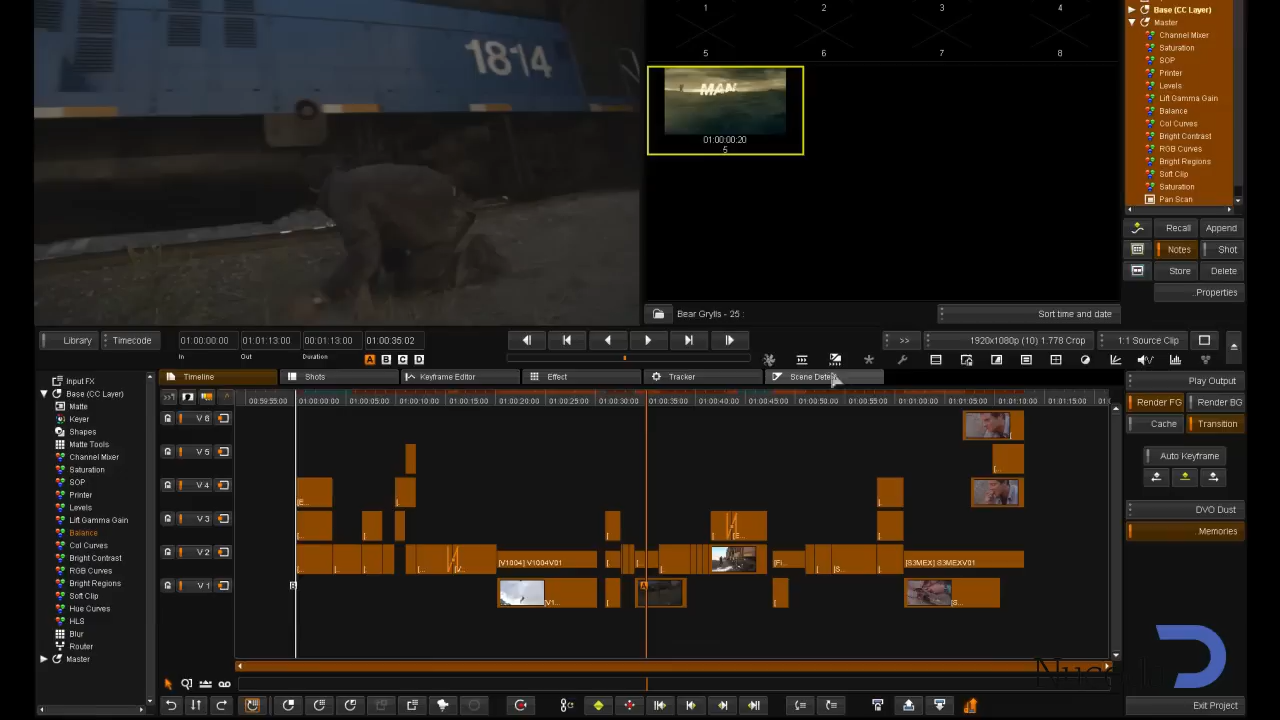 1814
1
2
3
4
5
6
7
8
MAN
01:00:00:20
5
Base (CC Layer)
Master
Channel Mixer
Saturation
SOP
Printer
Levels
Lift Gamma Gain
Balance
Col Curves
Bright Contrast
RGB Curves
Bright Regions
Soft Clip
Saturation
Pan Scan
Recall
Append
Notes
Shot
Store
Delete
..Properties
Bear Grylls - 25 :
Sort time and date
Library
Timecode
01:00:00:00
01:01:13:00
00:01:13:00
01:00:35:02
In
Out
Duration
A B C D
>>
1920x1080p (10) 1.778 Crop
1:1 Source Clip
Timeline
Shots
Keyframe Editor
Effect
Tracker
Scene Detect
Input FX
Base (CC Layer)
Matte
Keyer
Shapes
Matte Tools
Channel Mixer
Saturation
SOP
Printer
Levels
Lift Gamma Gain
Balance
Col Curves
Bright Contrast
RGB Curves
Bright Regions
Soft Clip
Hue Curves
HLS
Blur
Router
Master
00:59:55:00
01:00:00:00
01:00:05:00
01:00:10:00
01:00:15:00
01:00:20:00
01:00:25:00
01:00:30:00
01:00:35:00
01:00:40:00
01:00:45:00
01:00:50:00
01:00:55:00
01:01:00:00
01:01:05:00
01:01:10:00
01:01:15:00
V 6
V 5
V 4
V 3
V 2
V 1
[V1004] V1004V01
[S3MEX] S3MEXV01
Play Output
Render FG
Render BG
Cache
Transition
Auto Keyframe
DVO Dust
..Memories
Exit Project